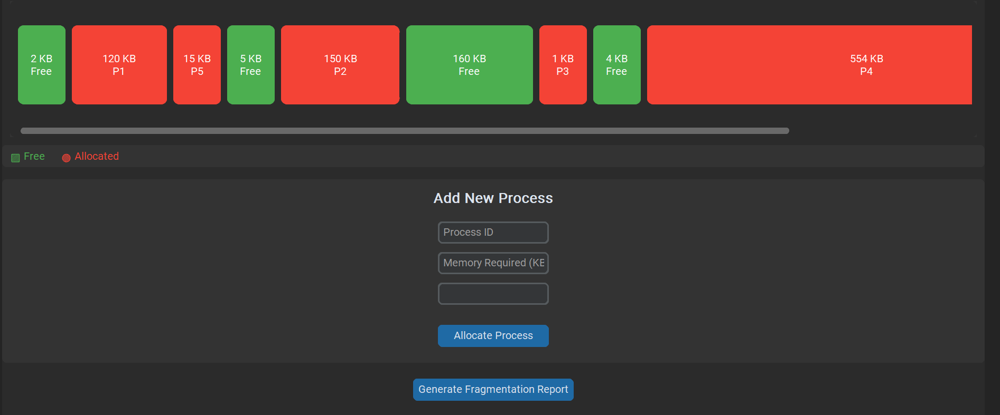 2 KB
Free
120 KB
P1
15 KB
P5
5 KB
Free
150 KB
P2
160 KB
Free
1 KB
P3
4 KB
Free
554 KB
P4
Free
Allocated
Add New Process
Process ID
Memory Required (KB
Allocate Process
Generate Fragmentation Report